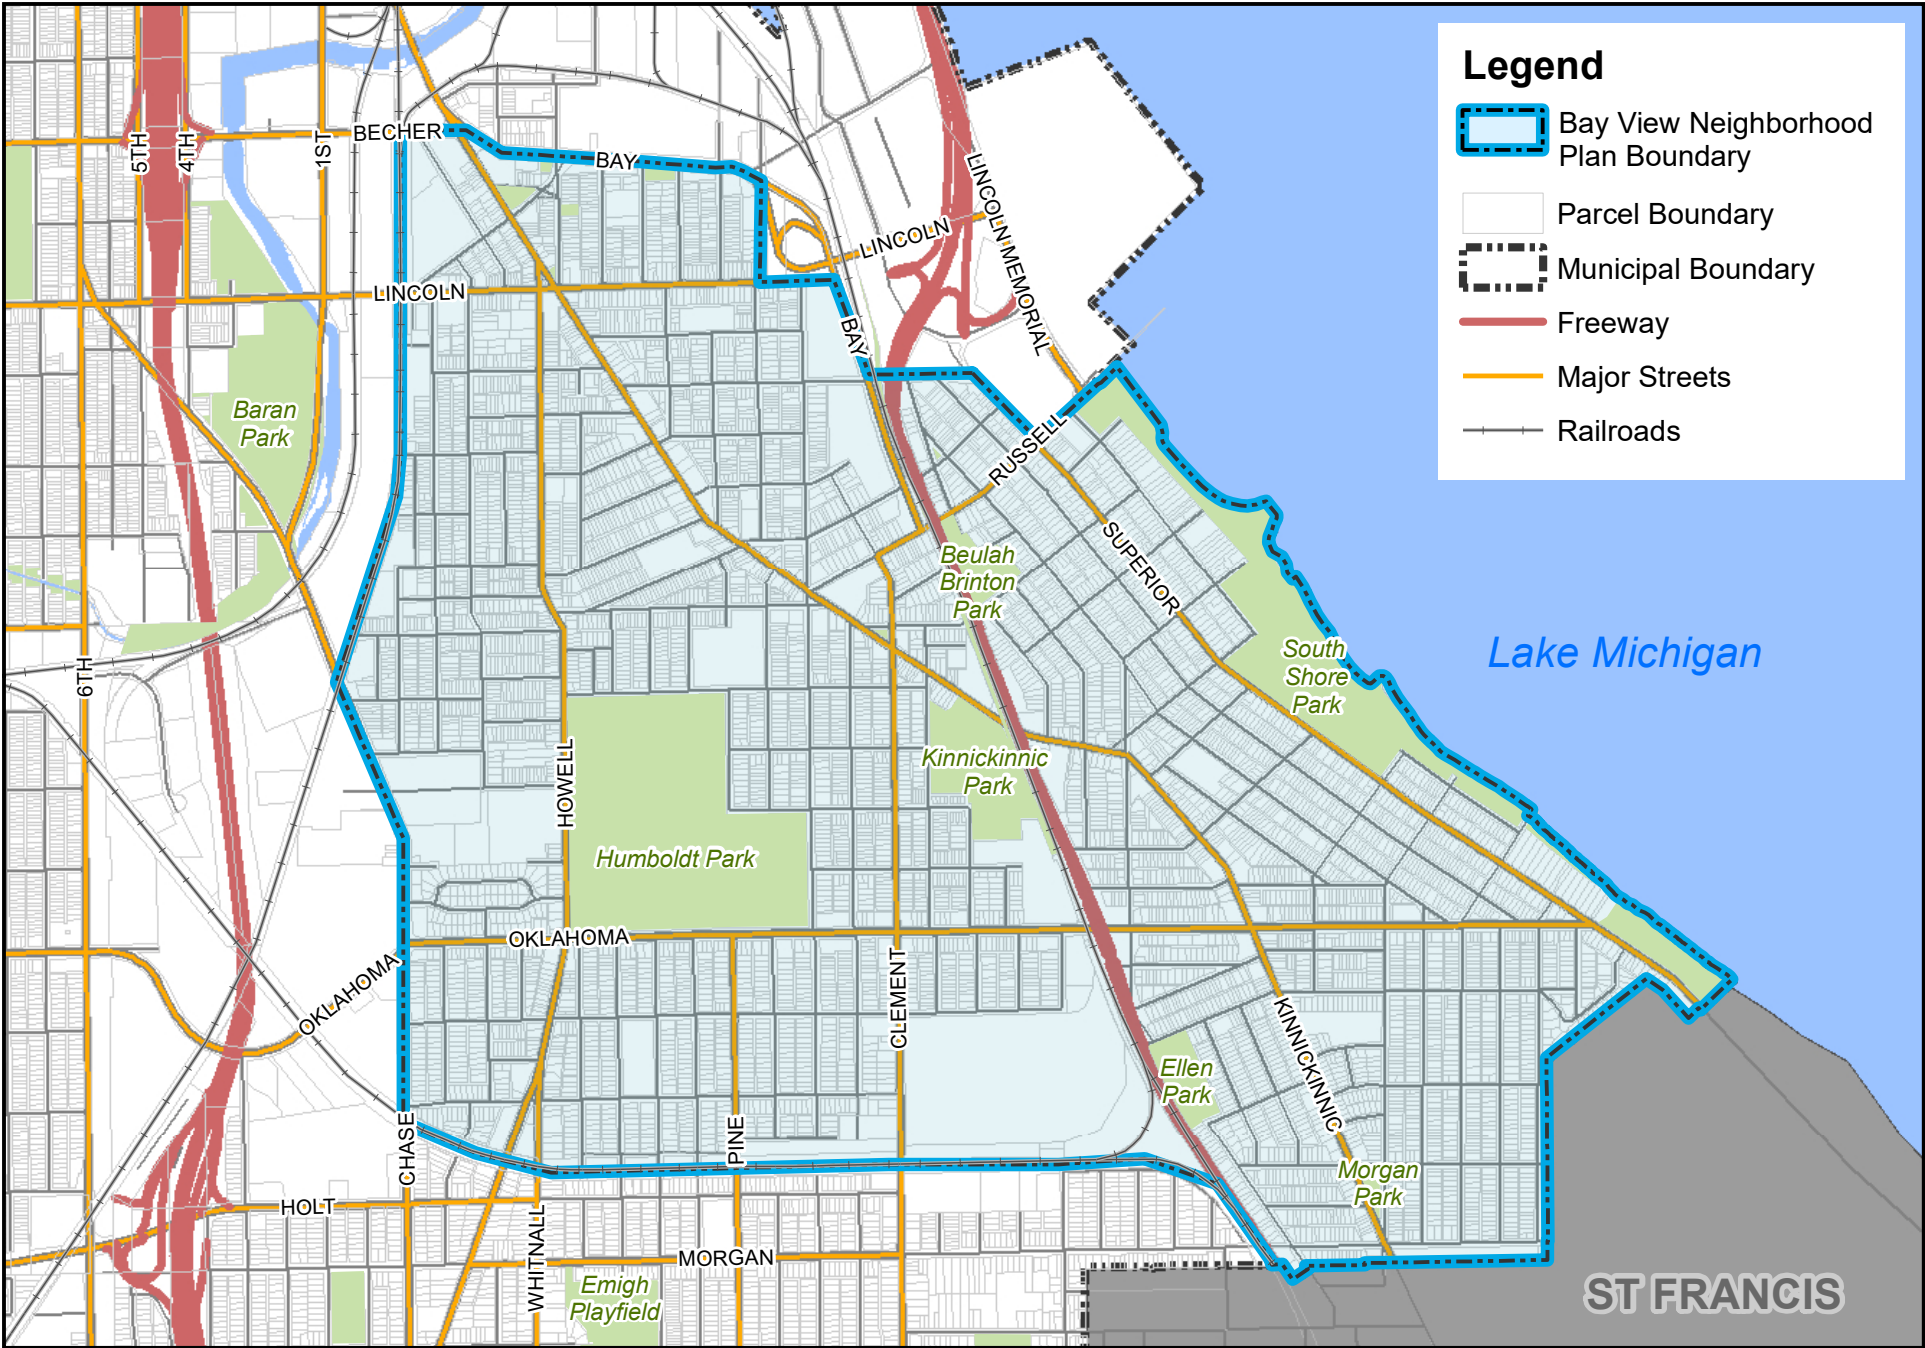 Legend
Bay View Neighborhood
Plan Boundary
Parcel Boundary
Municipal Boundary
Freeway
Major Streets
Railroads
BECHER
5TH
4TH
1ST
BAY
LINCOLN MEMORIAL
LINCOLN
LINCOLN
BAY
Baran
Park
RUSSELL
SUPERIOR
Beulah
Brinton
Park
South
Shore
Park
Lake Michigan
6TH
HOWELL
Kinnickinnic
Park
Humboldt Park
OKLAHOMA
OKLAHOMA
CLEMENT
KINNICKINNIC
Ellen
Park
CHASE
PINE
Morgan
Park
HOLT
WHITNALL
MORGAN
Emigh
Playfield
ST FRANCIS